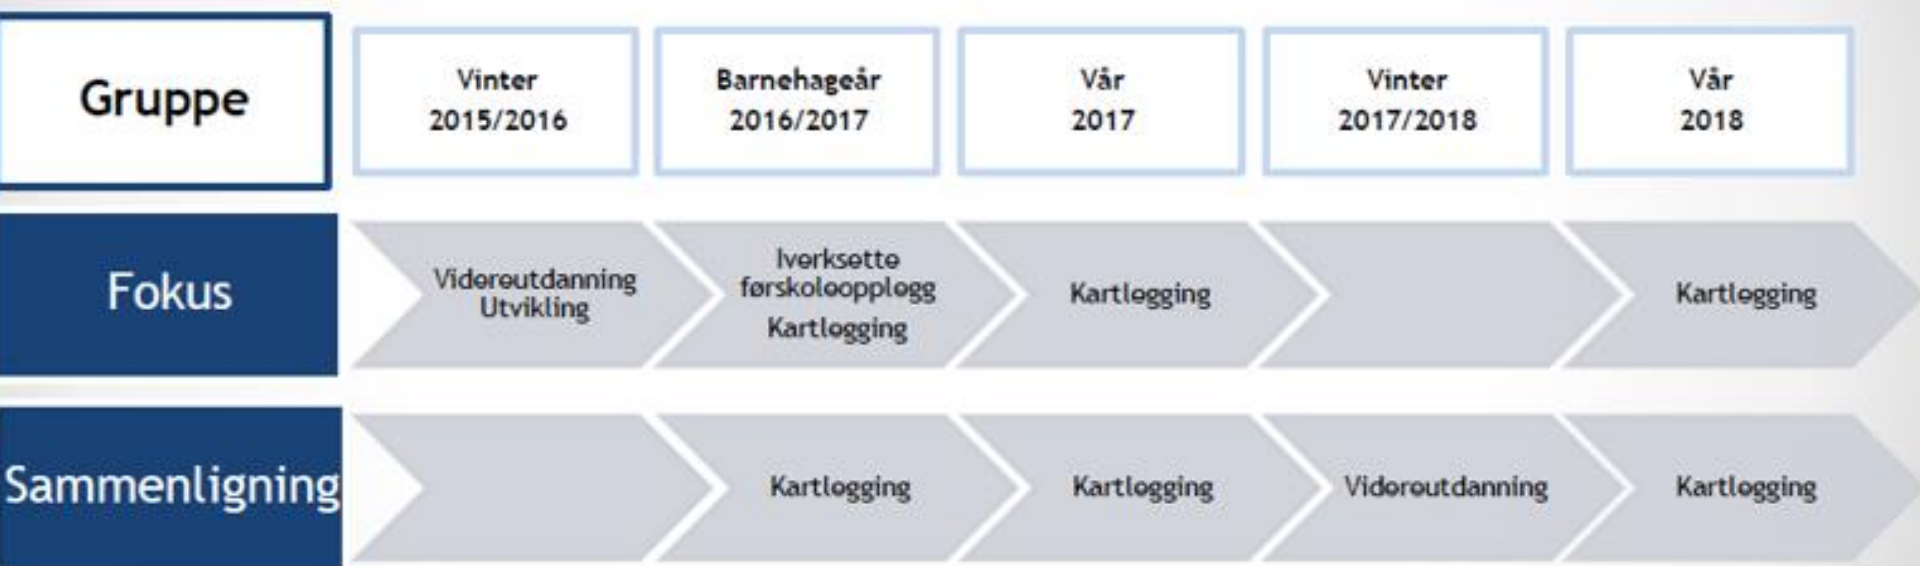 Gruppe
Vinter
2015/2016
Barnehageår
2016/2017
Vår
2017
Vinter
2017/2018
Vår
2018
Fokus
Videreutdanning
Utvikling
Iverksette
førskoleopplegg
Kartlegging
Kartlegging
Kartlegging
Sammenligning
Kartlegging
Kartlegging
Videreutdanning
Kartlegging